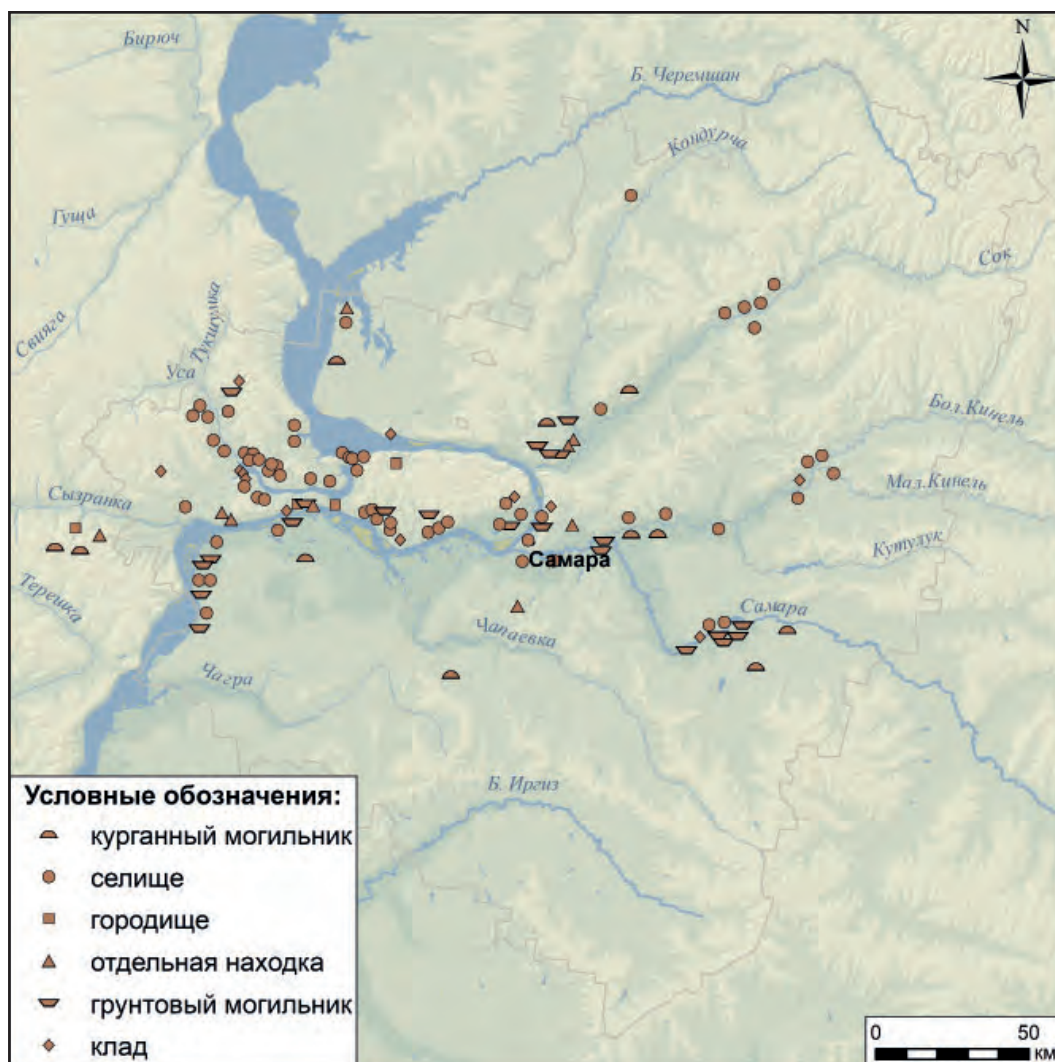 N
Бирюч
Б. Черемшан
Кондурча
Гуща
Сок
Свияга
Тукшумка
Уса
Бол.Кинель
Мал.Кинель
Сызранка
Кутулук
Самара
Терешка
Самара
Чапаевка
Чагра
Б. Иргиз
Условные обозначения:
курганный могильник
селище
городище
отдельная находка
грунтовый могильник
клад
0 50
КМ